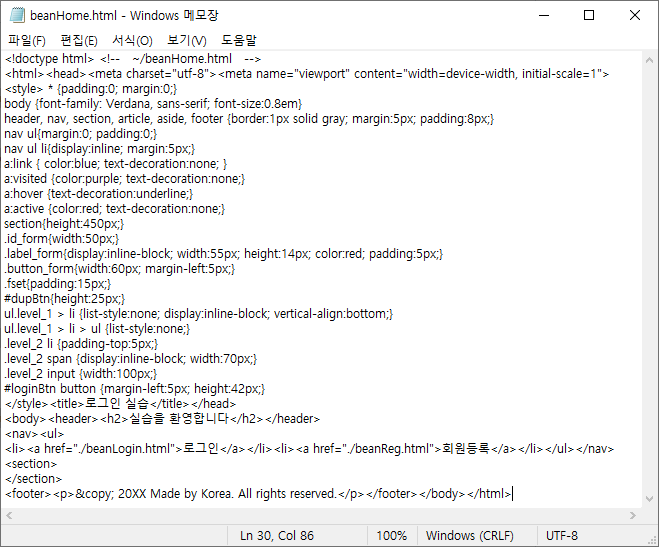 beanHome.html - Windows 메모장
파일(F) 편집(E) 서식(O) 보기(V) 도움말
<!doctype html> <!-- ~/beanHome.html -->
<html><head><meta charset="utf-8"><meta name="viewport" content="width=device-width, initial-scale=1">
<style> * {padding:0; margin:0;}
body {font-family: Verdana, sans-serif; font-size:0.8em}
header, nav, section, article, aside, footer {border:1px solid gray; margin:5px; padding:8px;}
nav ul{margin:0; padding:0;}
nav ul li{display:inline; margin:5px;}
a:link { color:blue; text-decoration:none; }
a:visited {color:purple; text-decoration:none;}
a:hover {text-decoration:underline;}
a:active {color:red; text-decoration:none;}
section{height:450px;}
.id_form{width:50px;}
.label_form{display:inline-block; width:55px; height:14px; color:red; padding:5px;}
.button_form{width:60px; margin-left:5px;}
.fset{padding:15px;}
#dupBtn{height:25px;}
ul.level_1 > li {list-style:none; display:inline-block; vertical-align:bottom;}
ul.level_1 > li > ul {list-style:none;}
.level_2 li {padding-top:5px;}
.level_2 span {display:inline-block; width:70px;}
.level_2 input {width:100px;}
#loginBtn button {margin-left:5px; height:42px;}
</style><title>로그인 실습</title></head>
<body><header><h2>실습을 환영합니다</h2></header>
<nav><ul>
<li><a href="./beanLogin.html">로그인</a></li><li><a href="./beanReg.html">회원등록</a></li></ul></nav>
<section>
</section>
<footer><p>&copy; 20XX Made by Korea. All rights reserved.</p></footer></body></html>
Ln 30, Col 86 100% Windows (CRLF) UTF-8